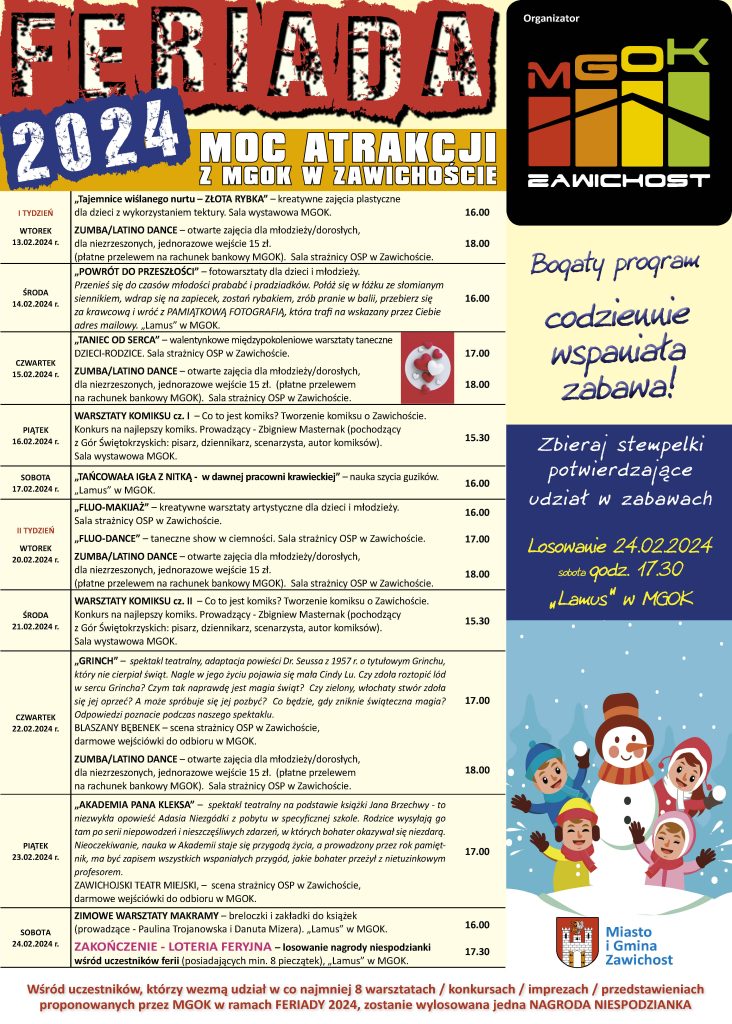 FERIADA
2024
MOC ATRAKCJI
Z MGOK W ZAWICHOŚCIE
Organizator
MGOK
ZAWICHOST
I TYDZIEŃ
WTOREK
13.02.2024 r.
„Tajemnice wiślanego nurtu – ZŁOTA RYBKA” – kreatywne zajęcia plastyczne
dla dzieci z wykorzystaniem tektury. Sala wystawowa MGOK.
16.00
ZUMBA/LATINO DANCE – otwarte zajęcia dla młodzieży/dorosłych,
dla niezrzeszonych, jednorazowe wejście 15 zł.
(płatne przelewem na rachunek bankowy MGOK). Sala strażnicy OSP w Zawichoście.
18.00
ŚRODA
14.02.2024 r.
„POWRÓT DO PRZESZŁOŚCI” – fotowarsztaty dla dzieci i młodzieży.
Przenieś się do czasów młodości prababć i pradziadków. Połóż się w łóżku ze słomianym
siennikiem, wdrap się na zapiecek, zostań rybakiem, zrób pranie w balii, przebierz się
za krawcową i wróć z PAMIĄTKOWĄ FOTOGRAFIĄ, która trafi na wskazany przez Ciebie
adres mailowy. „Lamus” w MGOK.
16.00
CZWARTEK
15.02.2024 r.
„TANIEC OD SERCA” – walentynkowe międzypokoleniowe warsztaty taneczne
DZIECI-RODZICE. Sala strażnicy OSP w Zawichoście.
17.00
ZUMBA/LATINO DANCE – otwarte zajęcia dla młodzieży/dorosłych,
dla niezrzeszonych, jednorazowe wejście 15 zł. (płatne przelewem
na rachunek bankowy MGOK). Sala strażnicy OSP w Zawichoście.
18.00
PIĄTEK
16.02.2024 r.
WARSZTATY KOMIKSU cz. I – Co to jest komiks? Tworzenie komiksu o Zawichoście.
Konkurs na najlepszy komiks. Prowadzący - Zbigniew Masternak (pochodzący
z Gór Świętokrzyskich: pisarz, dziennikarz, scenarzysta, autor komiksów).
Sala wystawowa MGOK.
15.30
SOBOTA
17.02.2024 r.
„TAŃCOWAŁA IGŁA Z NITKĄ - w dawnej pracowni krawieckiej” – nauka szycia guzików.
„Lamus” w MGOK.
16.00
II TYDZIEŃ
WTOREK
20.02.2024 r.
„FLUO-MAKIJAŻ” – kreatywne warsztaty artystyczne dla dzieci i młodzieży.
Sala strażnicy OSP w Zawichoście.
16.00
„FLUO-DANCE” – taneczne show w ciemności. Sala strażnicy OSP w Zawichoście.
17.00
ZUMBA/LATINO DANCE – otwarte zajęcia dla młodzieży/dorosłych,
dla niezrzeszonych, jednorazowe wejście 15 zł.
(płatne przelewem na rachunek bankowy MGOK). Sala strażnicy OSP w Zawichoście.
18.00
ŚRODA
21.02.2024 r.
WARSZTATY KOMIKSU cz. II – Co to jest komiks? Tworzenie komiksu o Zawichoście.
Konkurs na najlepszy komiks. Prowadzący - Zbigniew Masternak (pochodzący
z Gór Świętokrzyskich: pisarz, dziennikarz, scenarzysta, autor komiksów).
Sala wystawowa MGOK.
15.30
CZWARTEK
22.02.2024 r.
„GRINCH” – spektakl teatralny, adaptacja powieści Dr. Seussa z 1957 r. o tytułowym Grinchu,
który nie cierpiał świąt. Nagle w jego życiu pojawia się mała Cindy Lu. Czy zdoła roztopić lód
w sercu Grincha? Czym tak naprawdę jest magia świąt? Czy zielony, włochaty stwór zdoła
się jej oprzeć? A może spróbuje się jej pozbyć? Co będzie, gdy zniknie świąteczna magia?
Odpowiedzi poznacie podczas naszego spektaklu.
BLASZANY BĘBENEK – scena strażnicy OSP w Zawichoście,
darmowe wejściówki do odbioru w MGOK.
17.00
ZUMBA/LATINO DANCE – otwarte zajęcia dla młodzieży/dorosłych,
dla niezrzeszonych, jednorazowe wejście 15 zł. (płatne przelewem
na rachunek bankowy MGOK). Sala strażnicy OSP w Zawichoście.
18.00
PIĄTEK
23.02.2024 r.
„AKADEMIA PANA KLEKSA” – spektakl teatralny na podstawie książki Jana Brzechwy - to
niezwykła opowieść Adasia Niezgódki z pobytu w specyficznej szkole. Rodzice wysyłają go
tam po serii niepowodzeń i nieszczęśliwych zdarzeń, w których bohater okazywał się niezdarą.
Nieoczekiwanie, nauka w Akademii staje się przygodą życia, a prowadzony przez rok pamięt-
nik, ma być zapisem wszystkich wspaniałych przygód, jakie bohater przeżył z nietuzinkowym
profesorem.
ZAWICHOJSKI TEATR MIEJSKI, – scena strażnicy OSP w Zawichoście,
darmowe wejściówki do odbioru w MGOK.
17.00
SOBOTA
24.02.2024 r.
ZIMOWE WARSZTATY MAKRAMY – breloczki i zakładki do książek
(prowadzące - Paulina Trojanowska i Danuta Mizera). „Lamus” w MGOK.
16.00
ZAKOŃCZENIE - LOTERIA FERYJNA – losowanie nagrody niespodzianki
wśród uczestników ferii (posiadających min. 8 pieczątek), „Lamus” w MGOK.
17.30
Bogaty program
codziennie
wspaniała
zabawa!
Zbieraj stempelki
potwierdzające
udział w zabawach
Losowanie 24.02.2024
sobota godz. 17.30
„Lamus” w MGOK
Miasto
i Gmina
Zawichost
Wśród uczestników, którzy wezmą udział w co najmniej 8 warsztatach / konkursach / imprezach / przedstawieniach
proponowanych przez MGOK w ramach FERIADY 2024, zostanie wylosowana jedna NAGRODA NIESPODZIANKA